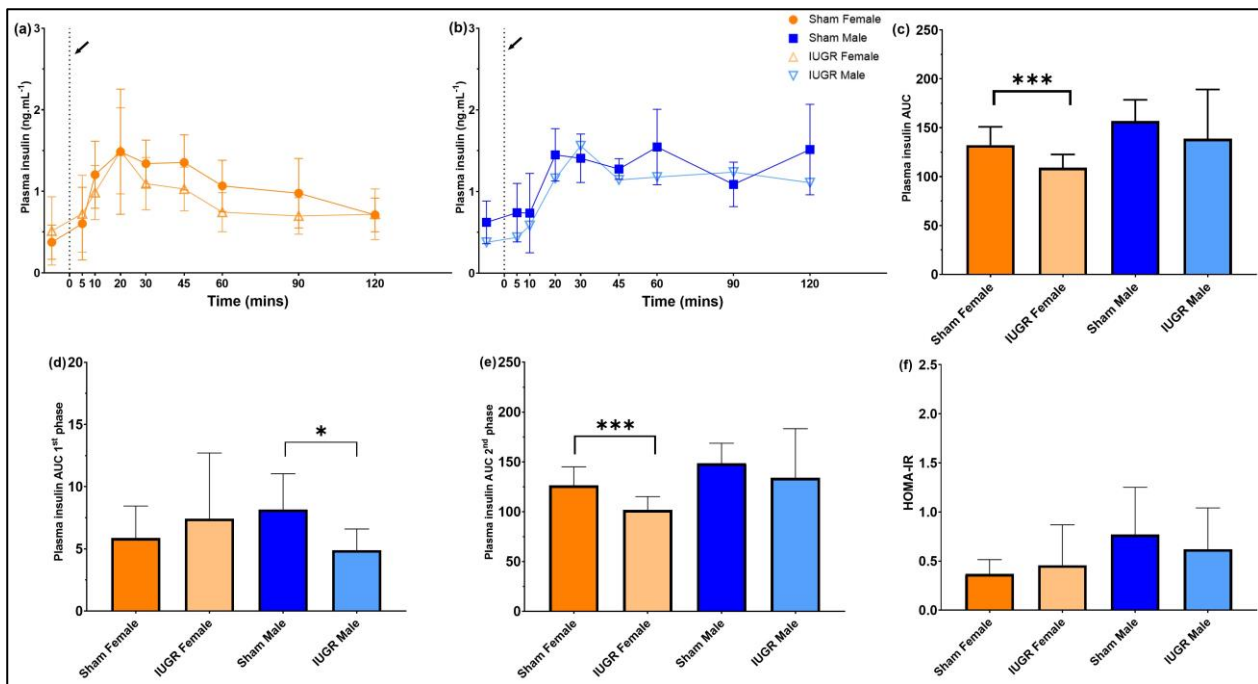 (a)
3
2
1
0
Plasma insulin (ng.mL⁻¹)
0 5 10 20 30 45 60 90 120
Time (mins)
(b)
3
2
1
0
Plasma insulin (ng.mL⁻¹)
0 5 10 20 30 45 60 90 120
Time (mins)
Sham Female
Sham Male
IUGR Female
IUGR Male
(c)
250
200
150
100
50
0
Plasma insulin AUC
***
Sham Female
IUGR Female
Sham Male
IUGR Male
(d)
20
15
10
5
0
Plasma insulin AUC 1ˢᵗ phase
*
Sham Female
IUGR Female
Sham Male
IUGR Male
(e)
250
200
150
100
50
0
Plasma insulin AUC 2ⁿᵈ phase
***
Sham Female
IUGR Female
Sham Male
IUGR Male
(f)
2.5
2.0
1.5
1.0
0.5
0.0
HOMA-IR
Sham Female
IUGR Female
Sham Male
IUGR Male